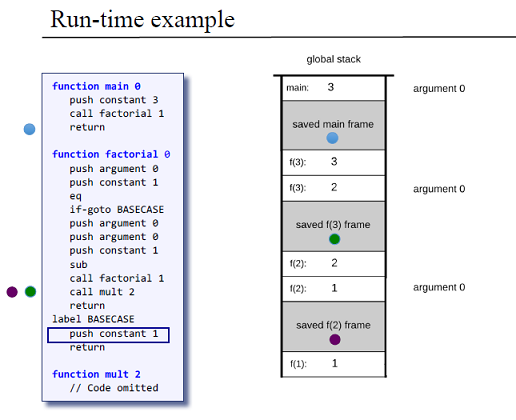 Run-time example
function main 0
push constant 3
call factorial 1
return
function factorial 0
push argument 0
push constant 1
eq
if-goto BASECASE
push argument 0
push argument 0
push constant 1
sub
call factorial 1
call mult 2
return
label BASECASE
push constant 1
return
function mult 2
// Code omitted
global stack
main: 3 argument 0
saved main frame
f(3): 3
f(3): 2 argument 0
saved f(3) frame
f(2): 2
f(2): 1 argument 0
saved f(2) frame
f(1): 1